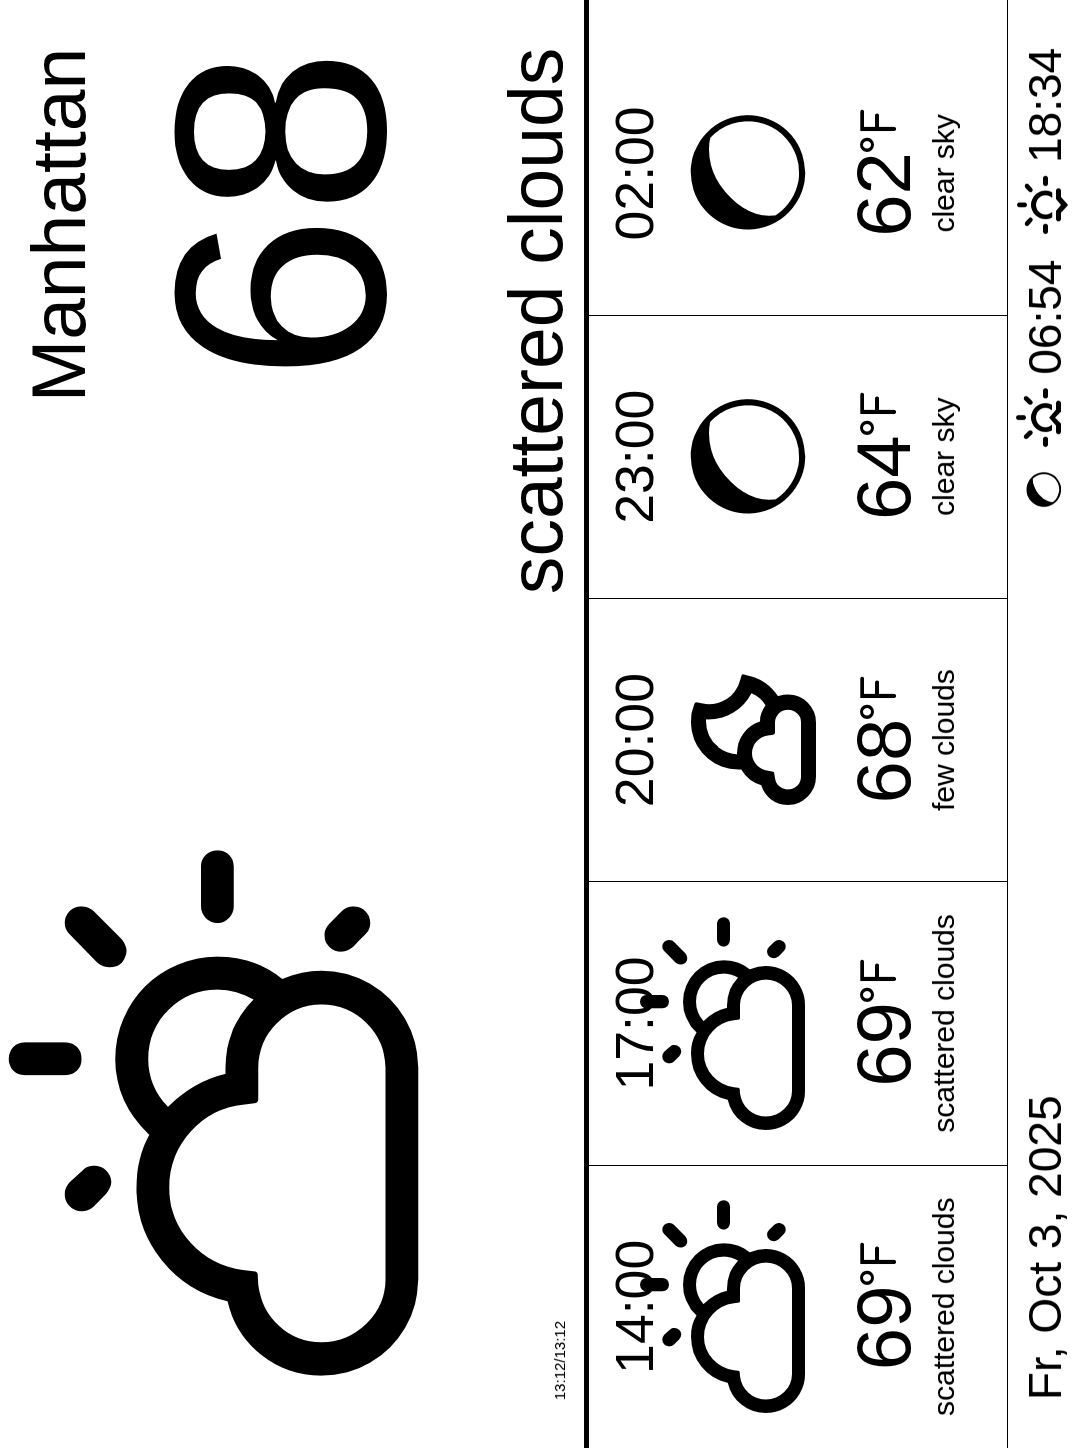 Manhattan
68
scattered clouds
13:12/13:12
14:00 17:00 20:00 23:00 02:00
69°F 69°F 68°F 64°F 62°F
scattered clouds scattered clouds few clouds clear sky clear sky
Fr, Oct 3, 2025 06:54 18:34